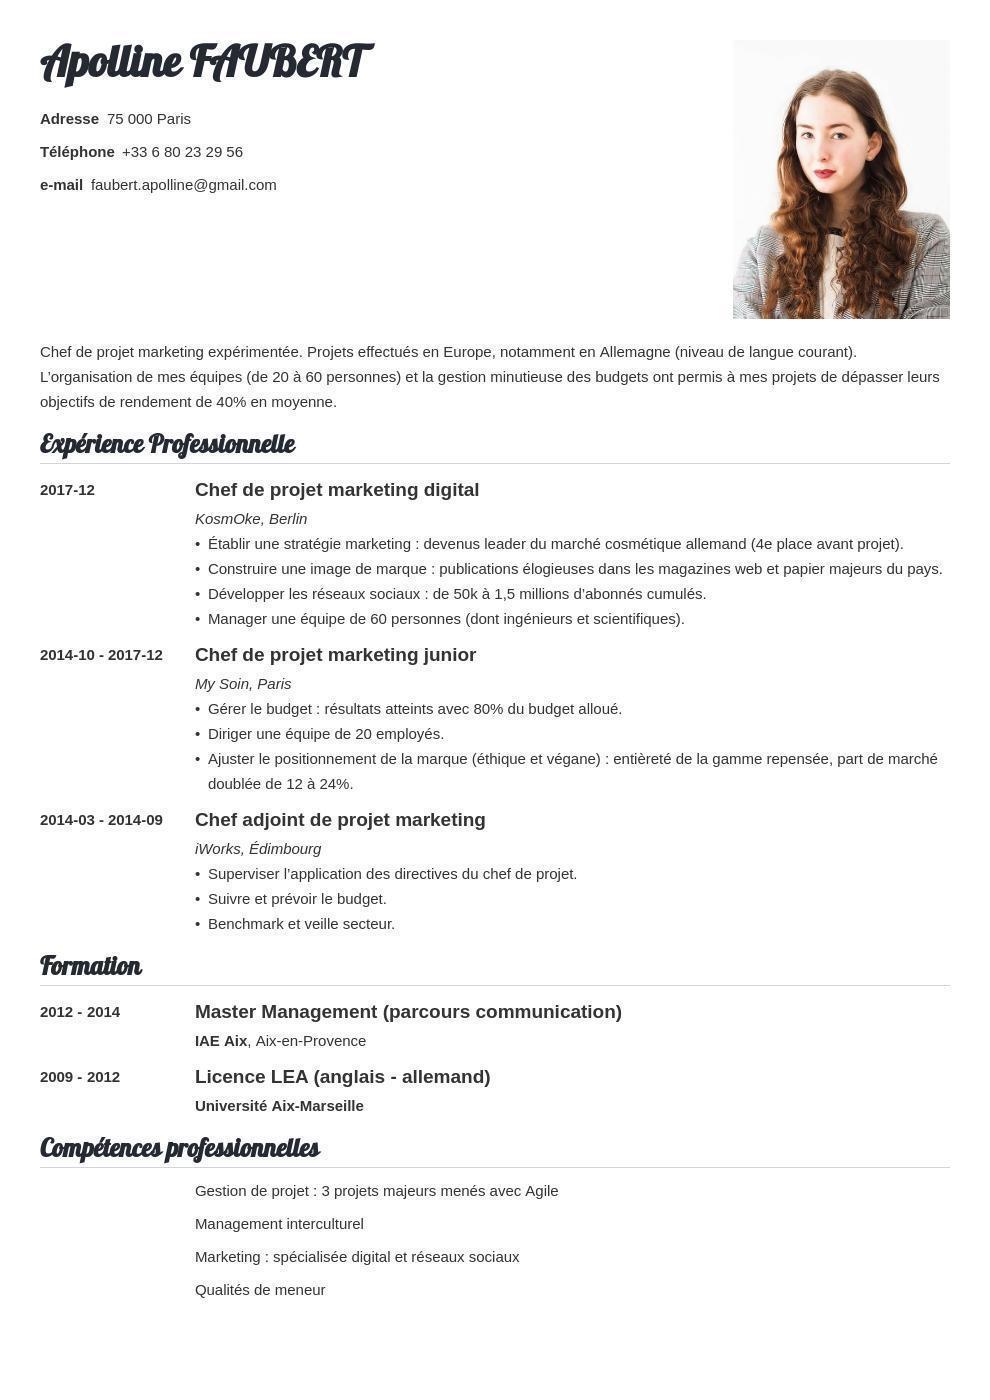 Apolline FAUBERT
Adresse 75 000 Paris
Téléphone +33 6 80 23 29 56
e-mail faubert.apolline@gmail.com
Chef de projet marketing expérimentée. Projets effectués en Europe, notamment en Allemagne (niveau de langue courant).
L’organisation de mes équipes (de 20 à 60 personnes) et la gestion minutieuse des budgets ont permis à mes projets de dépasser leurs
objectifs de rendement de 40% en moyenne.
Expérience Professionnelle
2017-12 Chef de projet marketing digital
KosmOke, Berlin
• Établir une stratégie marketing : devenus leader du marché cosmétique allemand (4e place avant projet).
• Construire une image de marque : publications élogieuses dans les magazines web et papier majeurs du pays.
• Développer les réseaux sociaux : de 50k à 1,5 millions d’abonnés cumulés.
• Manager une équipe de 60 personnes (dont ingénieurs et scientifiques).
2014-10 - 2017-12 Chef de projet marketing junior
My Soin, Paris
• Gérer le budget : résultats atteints avec 80% du budget alloué.
• Diriger une équipe de 20 employés.
• Ajuster le positionnement de la marque (éthique et végane) : entièreté de la gamme repensée, part de marché
doublée de 12 à 24%.
2014-03 - 2014-09 Chef adjoint de projet marketing
iWorks, Édimbourg
• Superviser l’application des directives du chef de projet.
• Suivre et prévoir le budget.
• Benchmark et veille secteur.
Formation
2012 - 2014 Master Management (parcours communication)
IAE Aix, Aix-en-Provence
2009 - 2012 Licence LEA (anglais - allemand)
Université Aix-Marseille
Compétences professionnelles
Gestion de projet : 3 projets majeurs menés avec Agile
Management interculturel
Marketing : spécialisée digital et réseaux sociaux
Qualités de meneur